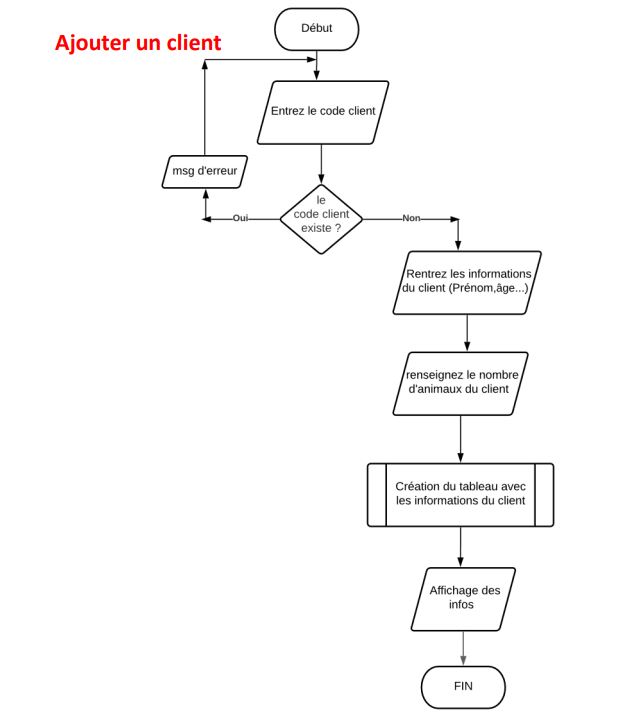 Début
Ajouter un client
Entrez le code client
msg d'erreur
le
code client
existe ?
Oui
Non
Rentrez les informations
du client (Prénom,âge...)
renseignez le nombre
d'animaux du client
Création du tableau avec
les informations du client
Affichage des
infos
FIN